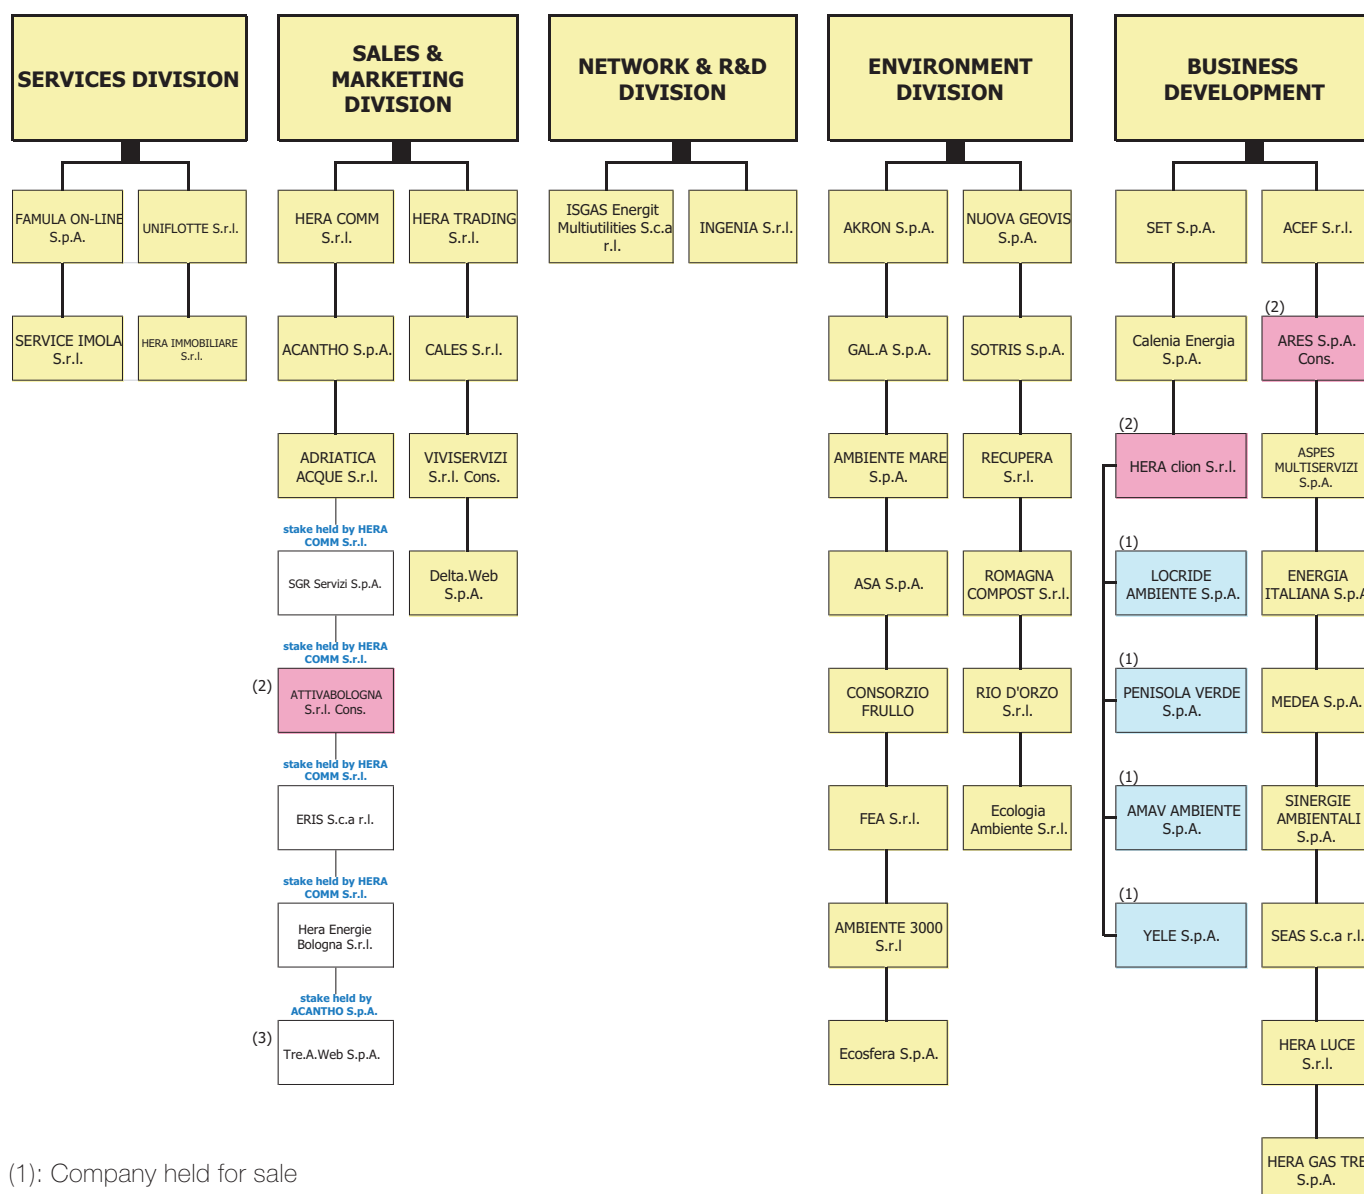 SERVICES DIVISION
SALES &
MARKETING
DIVISION
NETWORK & R&D
DIVISION
ENVIRONMENT
DIVISION
BUSINESS
DEVELOPMENT
FAMULA ON-LINE
S.p.A.
UNIFLOTTE S.r.l.
HERA COMM
S.r.l.
HERA TRADING
S.r.l.
ISGAS Energit
Multiutilities S.c.a
r.l.
INGENIA S.r.l.
AKRON S.p.A.
NUOVA GEOVIS
S.p.A.
SET S.p.A.
ACEF S.r.l.
SERVICE IMOLA
S.r.l.
HERA IMMOBILIARE
S.r.l.
ACANTHO S.p.A.
CALES S.r.l.
GAL.A S.p.A.
SOTRIS S.p.A.
Calenia Energia
S.p.A.
(2)
ARES S.p.A.
Cons.
ADRIATICA
ACQUE S.r.l.
VIVISERVIZI
S.r.l. Cons.
AMBIENTE MARE
S.p.A.
RECUPERA
S.r.l.
(2)
HERA clion S.r.l.
ASPES
MULTISERVIZI
S.p.A.
stake held by HERA
COMM S.r.l.
SGR Servizi S.p.A.
Delta.Web
S.p.A.
ASA S.p.A.
ROMAGNA
COMPOST S.r.l.
(1)
LOCRIDE
AMBIENTE S.p.A.
ENERGIA
ITALIANA S.p.A
stake held by HERA
COMM S.r.l.
(2)
ATTIVABOLOGNA
S.r.l. Cons.
CONSORZIO
FRULLO
RIO D'ORZO
S.r.l.
(1)
PENISOLA VERDE
S.p.A.
MEDEA S.p.A.
stake held by HERA
COMM S.r.l.
ERIS S.c.a r.l.
FEA S.r.l.
Ecologia
Ambiente S.r.l.
(1)
AMAV AMBIENTE
S.p.A.
SINERGIE
AMBIENTALI
S.p.A.
stake held by HERA
COMM S.r.l.
Hera Energie
Bologna S.r.l.
AMBIENTE 3000
S.r.l
(1)
YELE S.p.A.
SEAS S.c.a r.l.
stake held by
ACANTHO S.p.A.
(3)
Tre.A.Web S.p.A.
Ecosfera S.p.A.
HERA LUCE
S.r.l.
HERA GAS TRE
S.p.A.
(1): Company held for sale